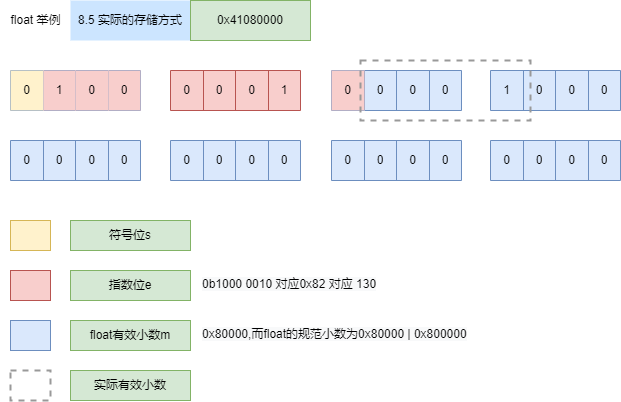 float 举例 8.5 实际的存储方式 0x41080000
0 1 0 0 0 0 0 1 0 0 0 0 1 0 0 0
0 0 0 0 0 0 0 0 0 0 0 0 0 0 0 0
符号位s
指数位e 0b1000 0010 对应0x82 对应 130
float有效小数m 0x80000,而float的规范小数为0x80000 | 0x800000
实际有效小数